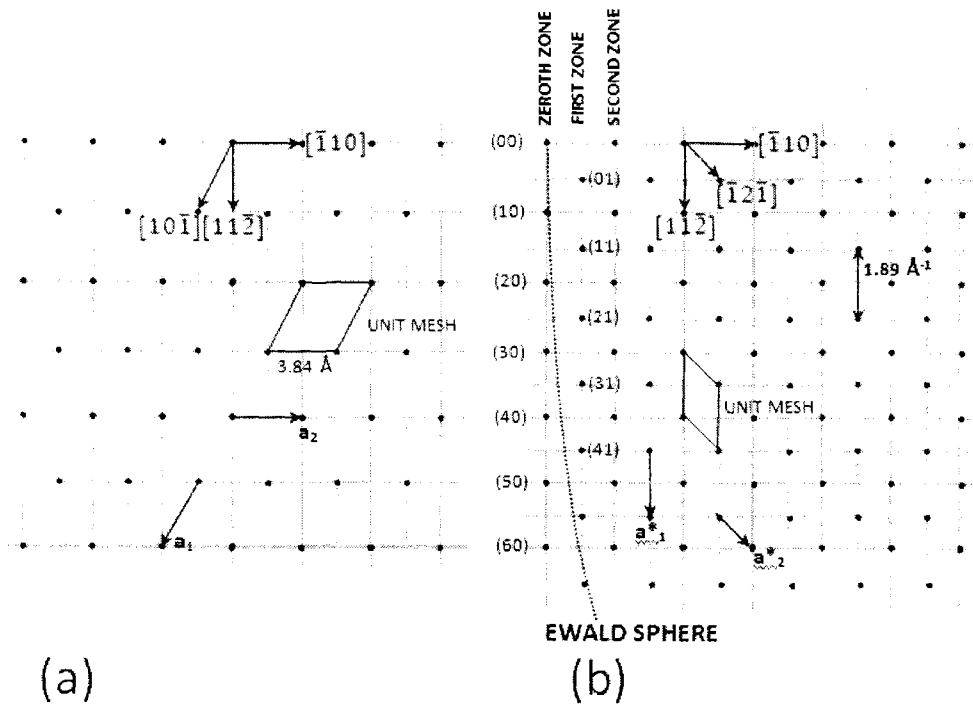 [1̄10]
[101̄][112̄]
UNIT MESH
3.84 Å
a₂
a₁
(a)
ZEROTH ZONE
FIRST ZONE
SECOND ZONE
(00)
[1̄10]
(01)
[1̄21̄]
(10)
[112̄]
(11)
1.89 Å⁻¹
(20)
(21)
(30)
(31)
UNIT MESH
(40)
(41)
(50)
a*₁
(60)
a*₂
EWALD SPHERE
(b)